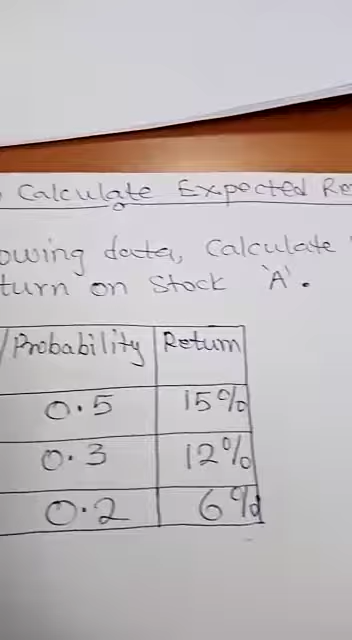 Calculate Expected Re
owing data, Calculate
turn on Stock 'A'.
/Probability Return
0.5 15%
0.3 12%
0.2 6%